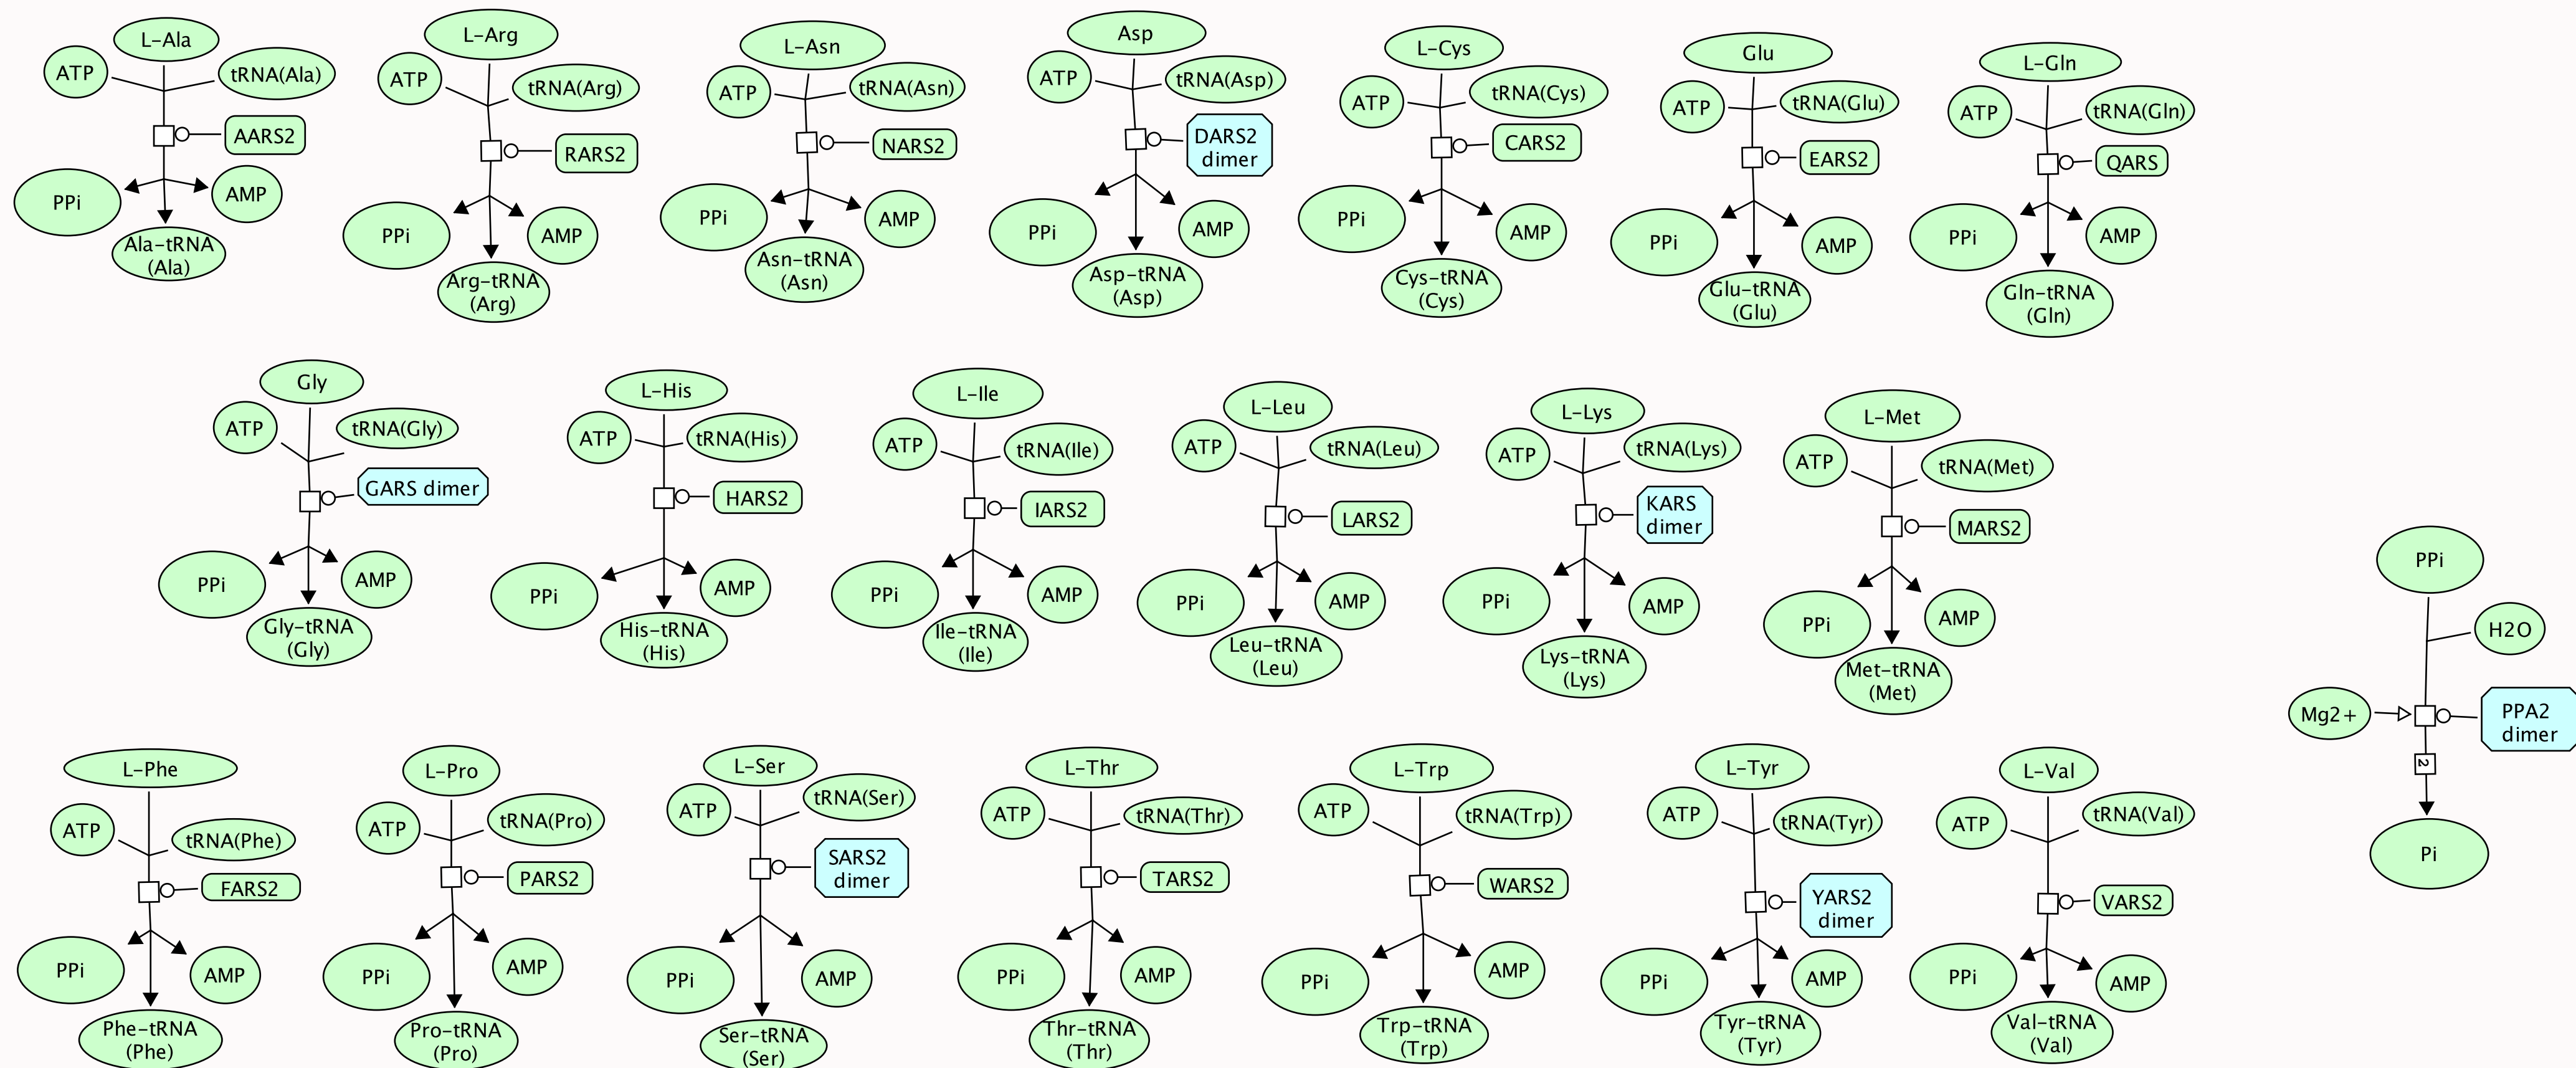 L-Ala
ATP
tRNA(Ala)
AARS2
PPi
AMP
Ala-tRNA
(Ala)
L-Arg
ATP
tRNA(Arg)
RARS2
PPi
AMP
Arg-tRNA
(Arg)
L-Asn
ATP
tRNA(Asn)
NARS2
PPi
AMP
Asn-tRNA
(Asn)
Asp
ATP
tRNA(Asp)
DARS2
dimer
PPi
AMP
Asp-tRNA
(Asp)
L-Cys
ATP
tRNA(Cys)
CARS2
PPi
AMP
Cys-tRNA
(Cys)
Glu
ATP
tRNA(Glu)
EARS2
PPi
AMP
Glu-tRNA
(Glu)
L-Gln
ATP
tRNA(Gln)
QARS
PPi
AMP
Gln-tRNA
(Gln)
Gly
ATP
tRNA(Gly)
GARS dimer
PPi
AMP
Gly-tRNA
(Gly)
L-His
ATP
tRNA(His)
HARS2
PPi
AMP
His-tRNA
(His)
L-Ile
ATP
tRNA(Ile)
IARS2
PPi
AMP
Ile-tRNA
(Ile)
L-Leu
ATP
tRNA(Leu)
LARS2
PPi
AMP
Leu-tRNA
(Leu)
L-Lys
ATP
tRNA(Lys)
KARS
dimer
PPi
AMP
Lys-tRNA
(Lys)
L-Met
ATP
tRNA(Met)
MARS2
PPi
AMP
Met-tRNA
(Met)
PPi
H2O
Mg2+
PPA2
dimer
2
Pi
L-Phe
ATP
tRNA(Phe)
FARS2
PPi
AMP
Phe-tRNA
(Phe)
L-Pro
ATP
tRNA(Pro)
PARS2
PPi
AMP
Pro-tRNA
(Pro)
L-Ser
ATP
tRNA(Ser)
SARS2
dimer
PPi
AMP
Ser-tRNA
(Ser)
L-Thr
ATP
tRNA(Thr)
TARS2
PPi
AMP
Thr-tRNA
(Thr)
L-Trp
ATP
tRNA(Trp)
WARS2
PPi
AMP
Trp-tRNA
(Trp)
L-Tyr
ATP
tRNA(Tyr)
YARS2
dimer
PPi
AMP
Tyr-tRNA
(Tyr)
L-Val
ATP
tRNA(Val)
VARS2
PPi
AMP
Val-tRNA
(Val)